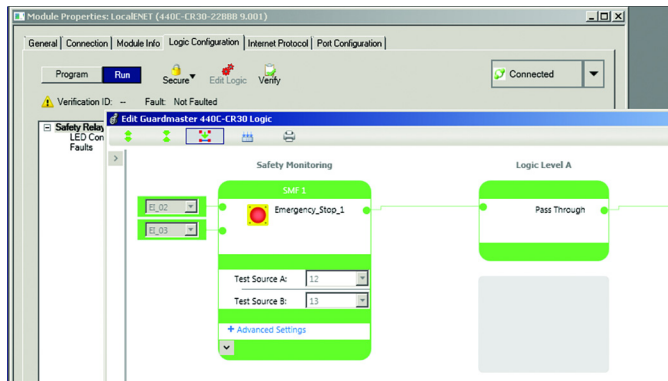 Module Properties: LocalENET (440C-CR30-22BBB 9.001)
General Connection Module Info Logic Configuration Internet Protocol Port Configuration
Program Run Secure Edit Logic Verify Connected
Verification ID: -- Fault: Not Faulted
Safety Relay
LED Con
Faults
Edit Guardmaster 440C-CR30 Logic
Safety Monitoring Logic Level A
SMF 1
EI_02 Emergency_Stop_1 Pass Through
EI_03
Test Source A: 12
Test Source B: 13
+ Advanced Settings